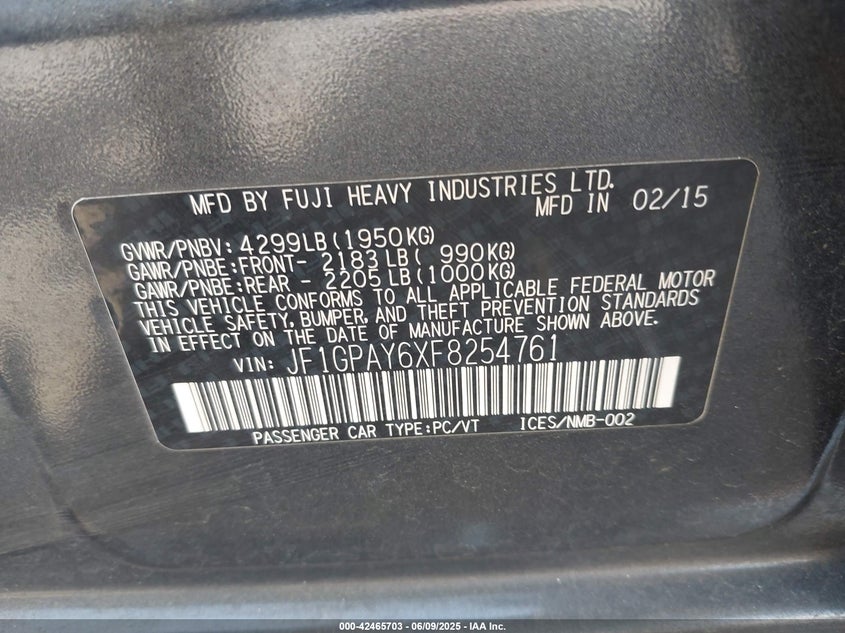 MFD BY FUJI HEAVY INDUSTRIES LTD.
MFD IN 02/15
GVWR/PNBV: 4299LB(1950KG)
GAWR/PNBE:FRONT- 2183LB( 990KG)
GAWR/PNBE:REAR - 2205LB(1000KG)
THIS VEHICLE CONFORMS TO ALL APPLICABLE FEDERAL MOTOR
VEHICLE SAFETY, BUMPER, AND THEFT PREVENTION STANDARDS
IN EFFECT ON THE DATE OF MANUFACTURE SHOWN ABOVE.
VIN: JF1GPAY6XF8254761
PASSENGER CAR TYPE:PC/VT ICES/NMB-002
000-42465703 - 06/09/2025 - IAA Inc.